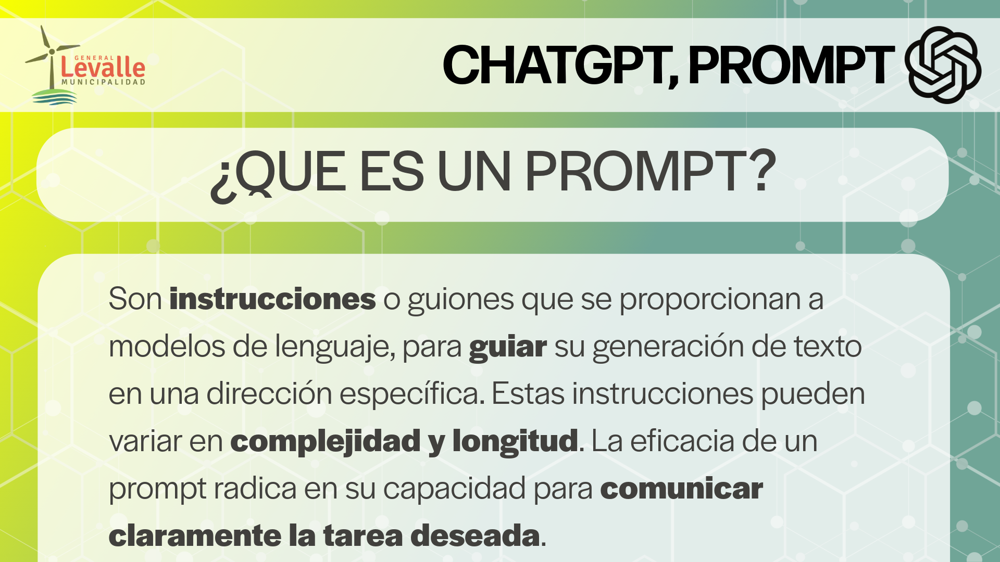 GENERAL
Levalle
MUNICIPALIDAD
CHATGPT, PROMPT
¿QUE ES UN PROMPT?
Son instrucciones o guiones que se proporcionan a
modelos de lenguaje, para guiar su generación de texto
en una dirección específica. Estas instrucciones pueden
variar en complejidad y longitud. La eficacia de un
prompt radica en su capacidad para comunicar
claramente la tarea deseada.